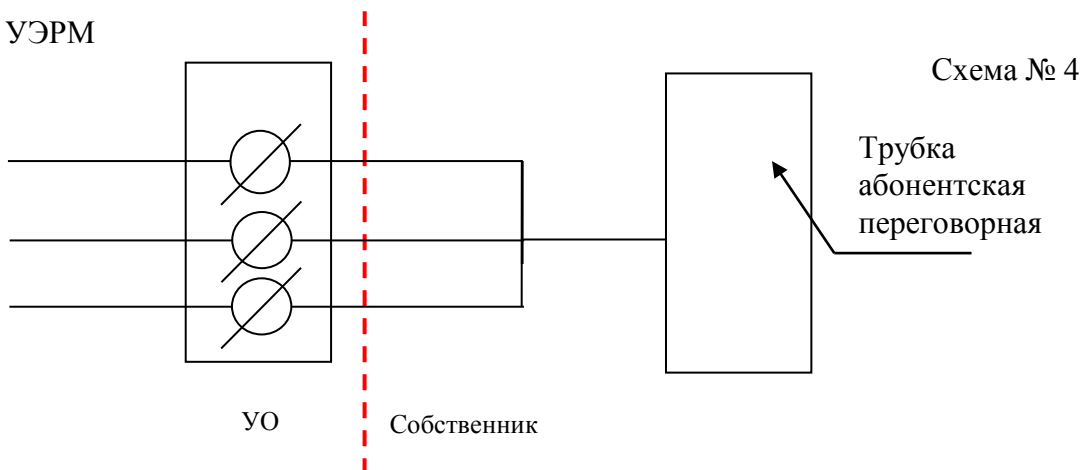 УЭРМ
Схема № 4
Трубка
абонентская
переговорная
УО
Собственник